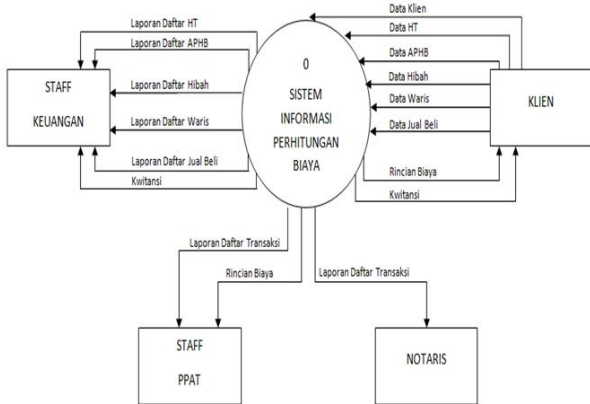 Laporan Daftar HT
Laporan Daftar APHB
STAFF
KEUANGAN
Laporan Daftar Hibah
Laporan Daftar Waris
Laporan Daftar Jual Beli
Kwitansi
0
SISTEM
INFORMASI
PERHITUNGAN
BIAYA
Data Klien
Data HT
Data APHB
Data Hibah
Data Waris
Data Jual Beli
KLIEN
Rincian Biaya
Kwitansi
Laporan Daftar Transaksi
Rincian Biaya
Laporan Daftar Transaksi
STAFF
PPAT
NOTARIS